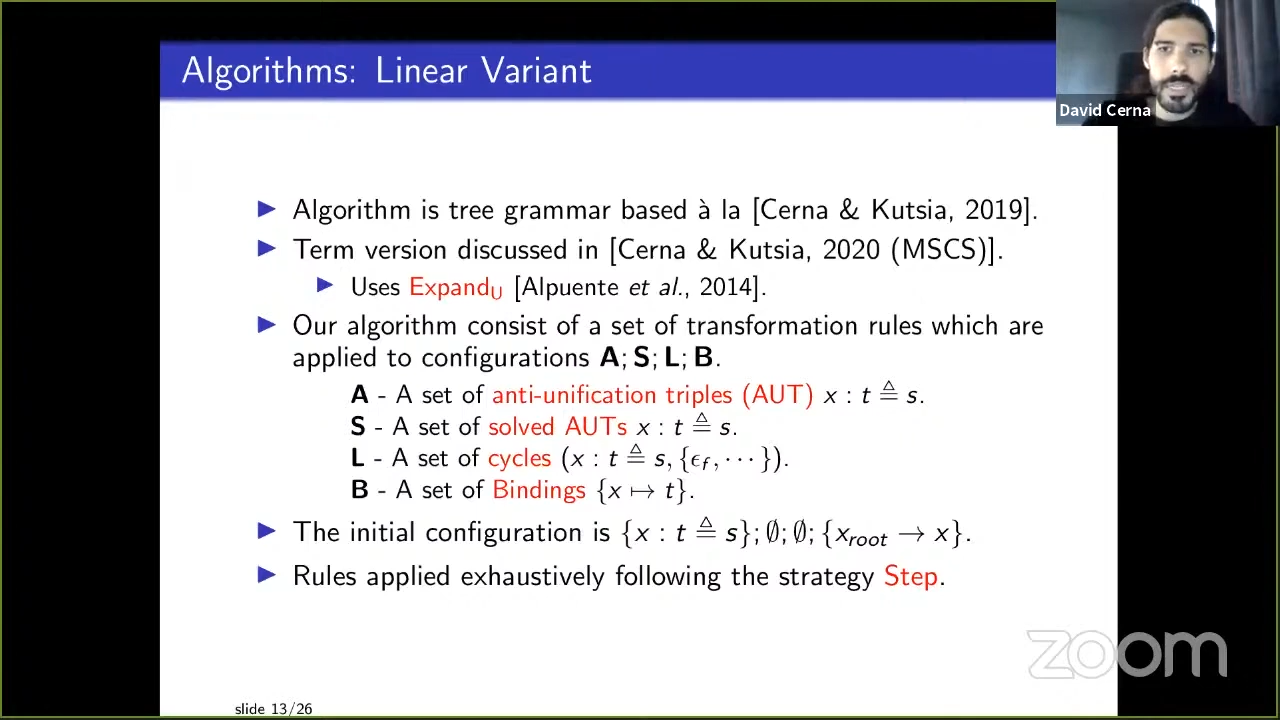 Algorithms: Linear Variant
David Cerna
▶ Algorithm is tree grammar based à la [Cerna & Kutsia, 2019].
▶ Term version discussed in [Cerna & Kutsia, 2020 (MSCS)].
▶ Uses Expand_U [Alpuente et al., 2014].
▶ Our algorithm consist of a set of transformation rules which are
applied to configurations A; S; L; B.
A - A set of anti-unification triples (AUT) x : t ≜ s.
S - A set of solved AUTs x : t ≜ s.
L - A set of cycles (x : t ≜ s, {ϵ_f, ⋯ }).
B - A set of Bindings {x ↦ t}.
▶ The initial configuration is {x : t ≜ s}; ∅; ∅; {x_root → x}.
▶ Rules applied exhaustively following the strategy Step.
zoom
slide 13/26